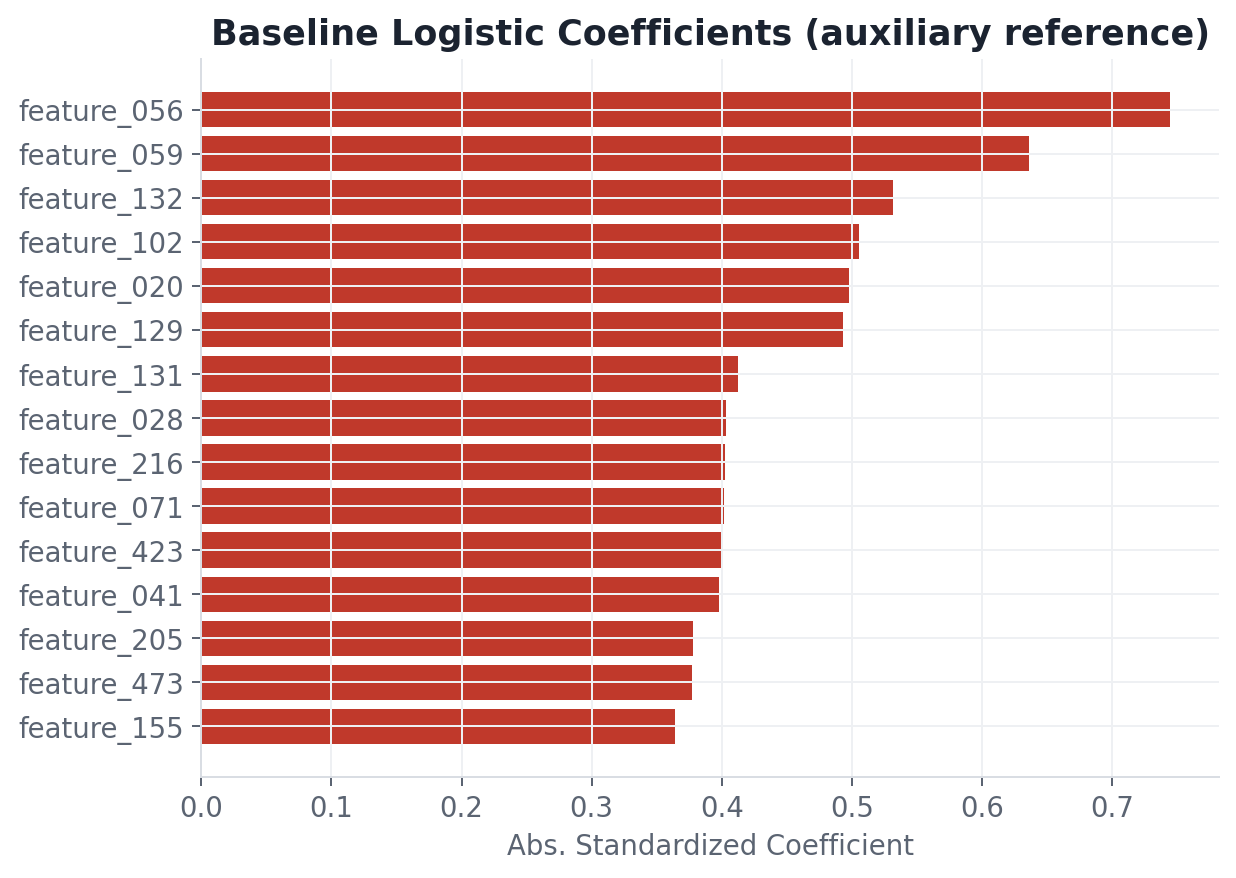 Baseline Logistic Coefficients (auxiliary reference)
feature_056
feature_059
feature_132
feature_102
feature_020
feature_129
feature_131
feature_028
feature_216
feature_071
feature_423
feature_041
feature_205
feature_473
feature_155
0.0 0.1 0.2 0.3 0.4 0.5 0.6 0.7
Abs. Standardized Coefficient